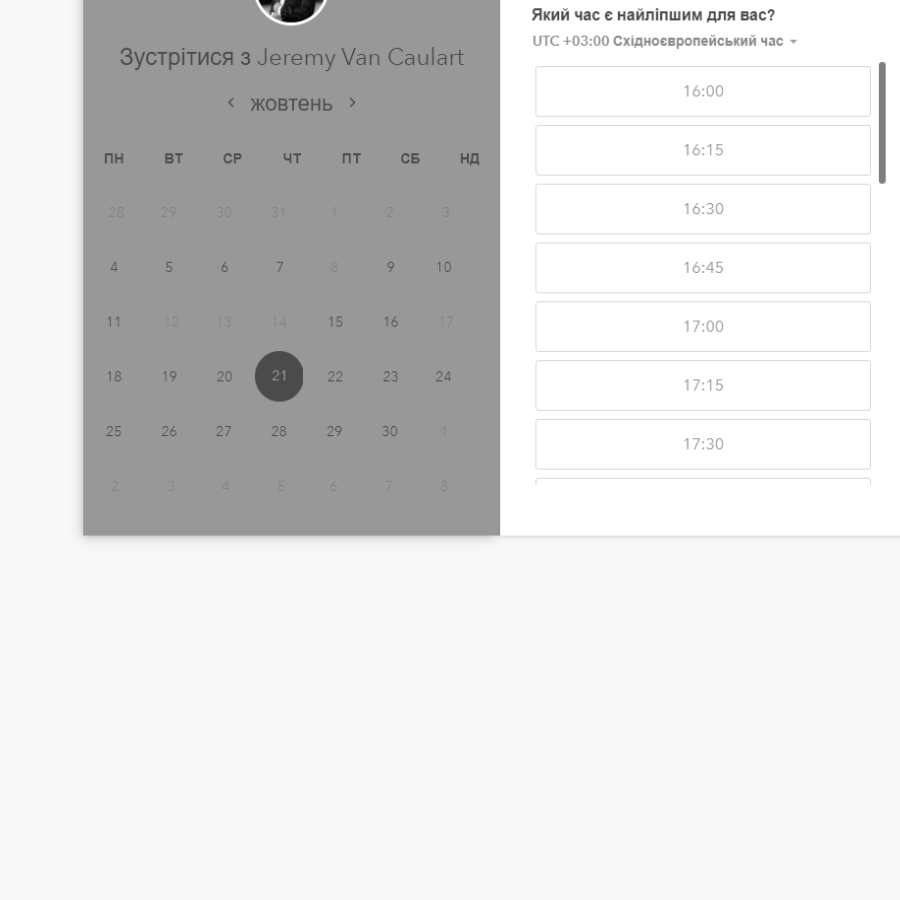 Зустрітися з Jeremy Van Caulart
жовтень
ПН ВТ СР ЧТ ПТ СБ НД
28 29 30 31 1 2 3
4 5 6 7 8 9 10
11 12 13 14 15 16 17
18 19 20 21 22 23 24
25 26 27 28 29 30 1
2 3 4 5 6 7 8
Який час є найліпшим для вас?
UTC +03:00 Східноєвропейський час
16:00
16:15
16:30
16:45
17:00
17:15
17:30